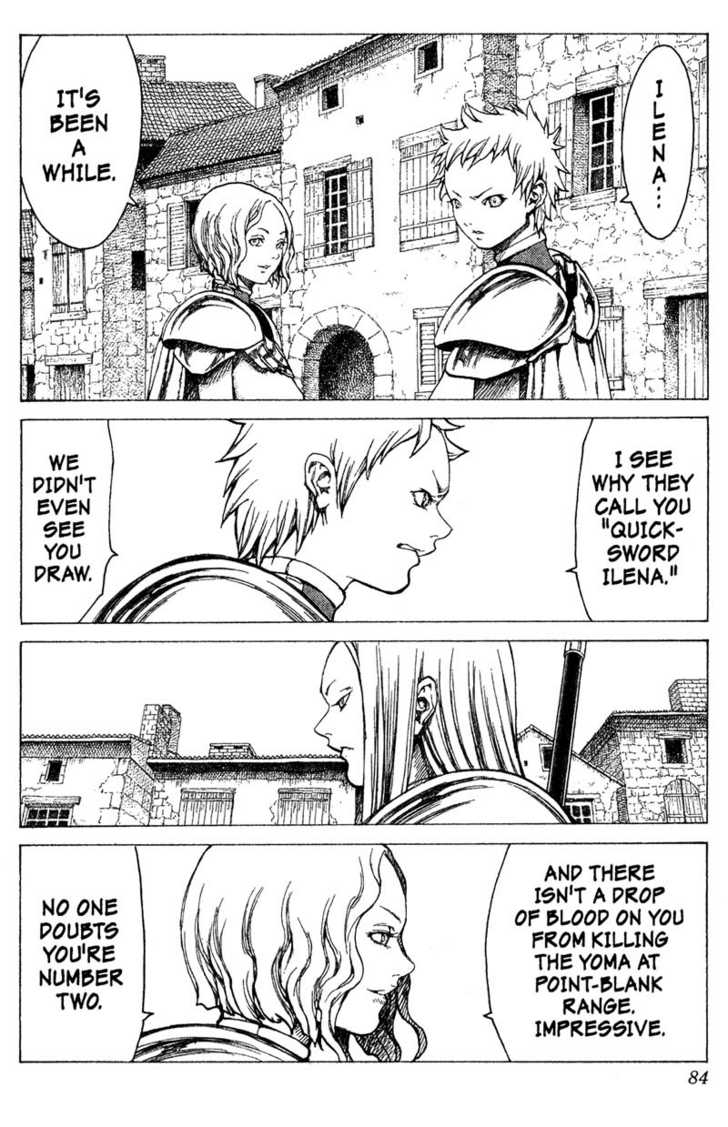 ILENA...
IT'S
BEEN
A
WHILE.
I SEE
WHY THEY
CALL YOU
"QUICK-
SWORD
ILENA."
WE
DIDN'T
EVEN
SEE
YOU
DRAW.
AND THERE
ISN'T A DROP
OF BLOOD ON YOU
FROM KILLING
THE YOMA AT
POINT-BLANK
RANGE.
IMPRESSIVE.
NO ONE
DOUBTS
YOU'RE
NUMBER
TWO.
84